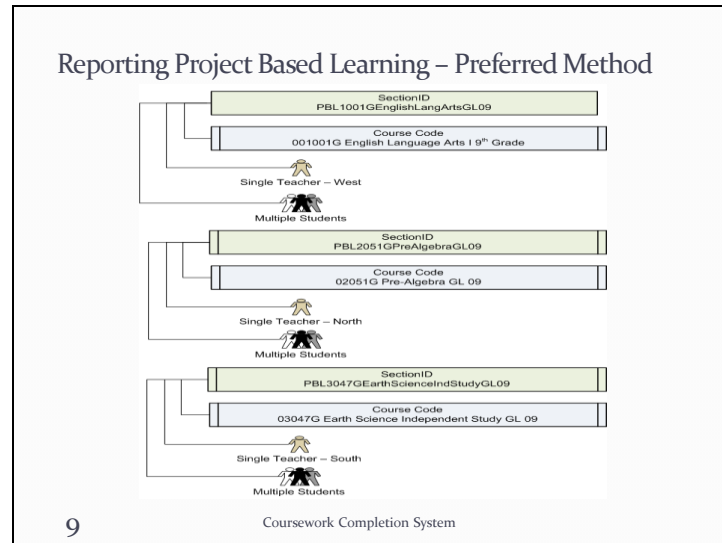 Reporting Project Based Learning – Preferred Method
SectionID
PBL1001GEnglishLangArtsGL09
Course Code
001001G English Language Arts I 9th Grade
Single Teacher – West
Multiple Students
SectionID
PBL2051GPreAlgebraGL09
Course Code
02051G Pre-Algebra GL 09
Single Teacher – North
Multiple Students
SectionID
PBL3047GEarthScienceIndStudyGL09
Course Code
03047G Earth Science Independent Study GL 09
Single Teacher – South
Multiple Students
9
Coursework Completion System